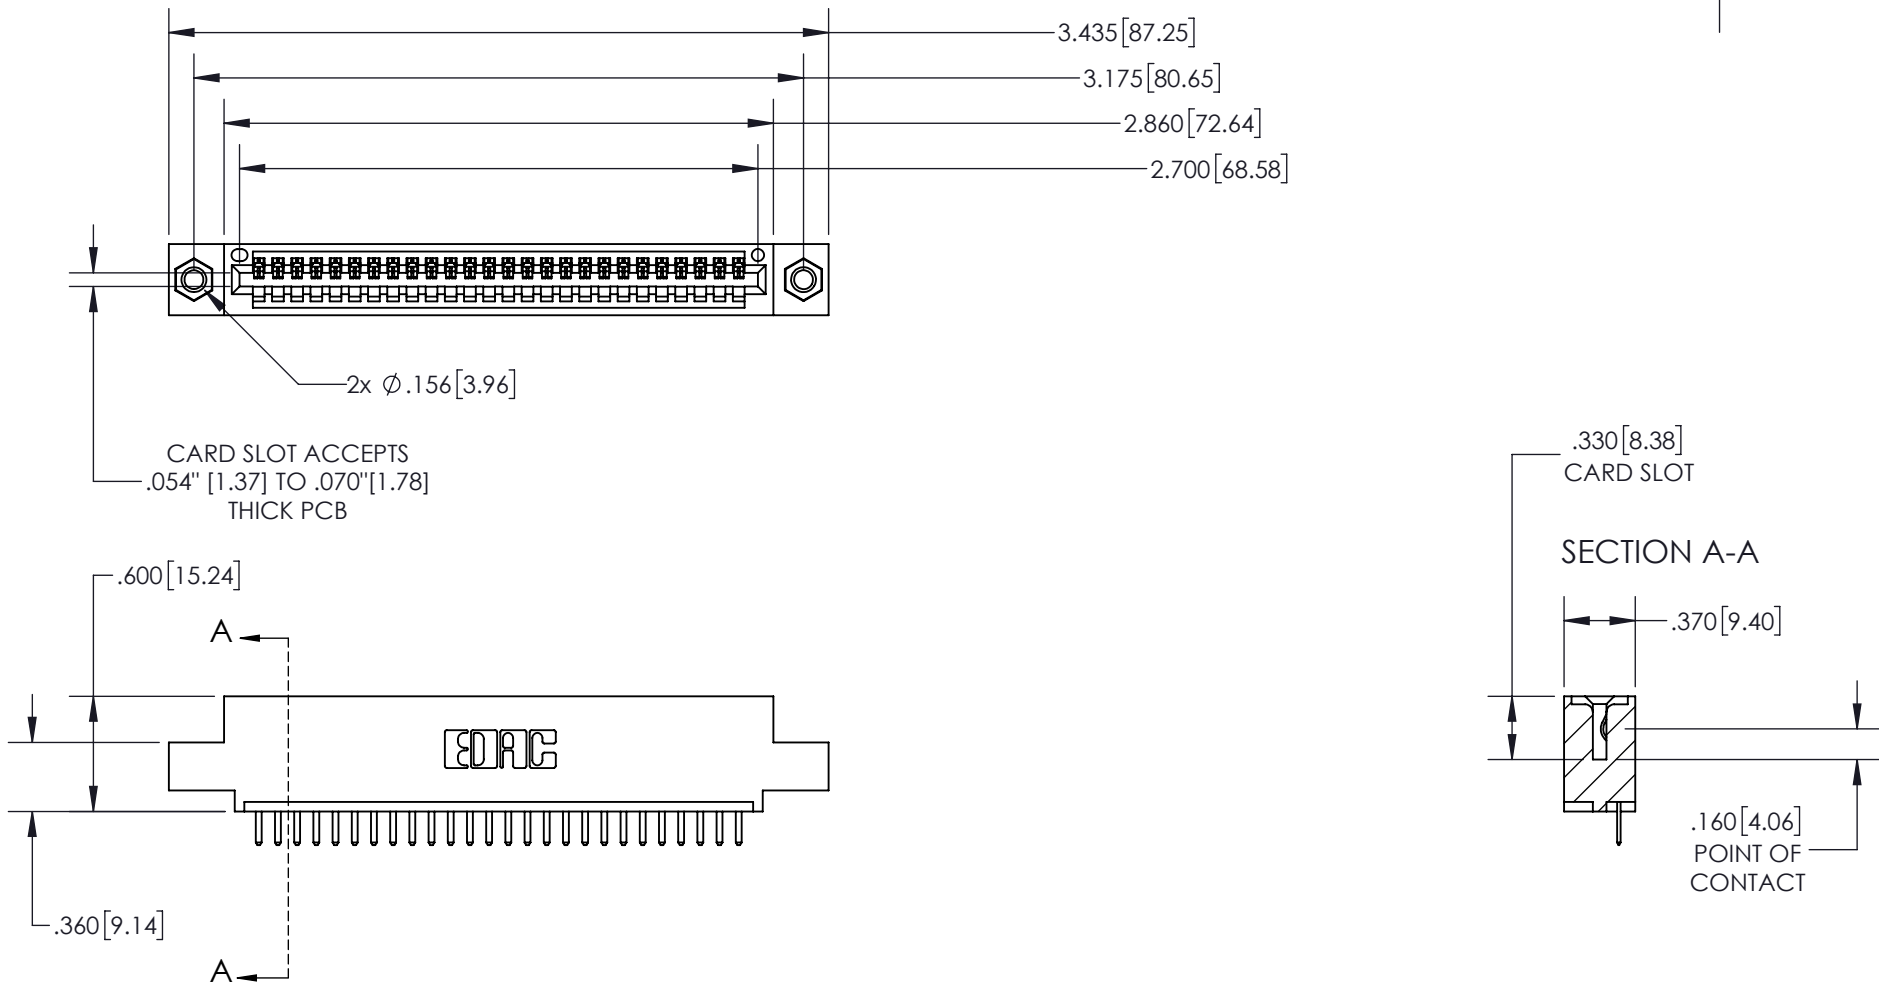 3.435[87.25]
3.175[80.65]
2.860[72.64]
2.700[68.58]
2x ∅.156[3.96]
CARD SLOT ACCEPTS
.054" [1.37] TO .070"[1.78]
THICK PCB
.330[8.38]
CARD SLOT
SECTION A-A
.600[15.24]
.370[9.40]
A
EDAC
.160[4.06]
POINT OF
CONTACT
.360[9.14]
A